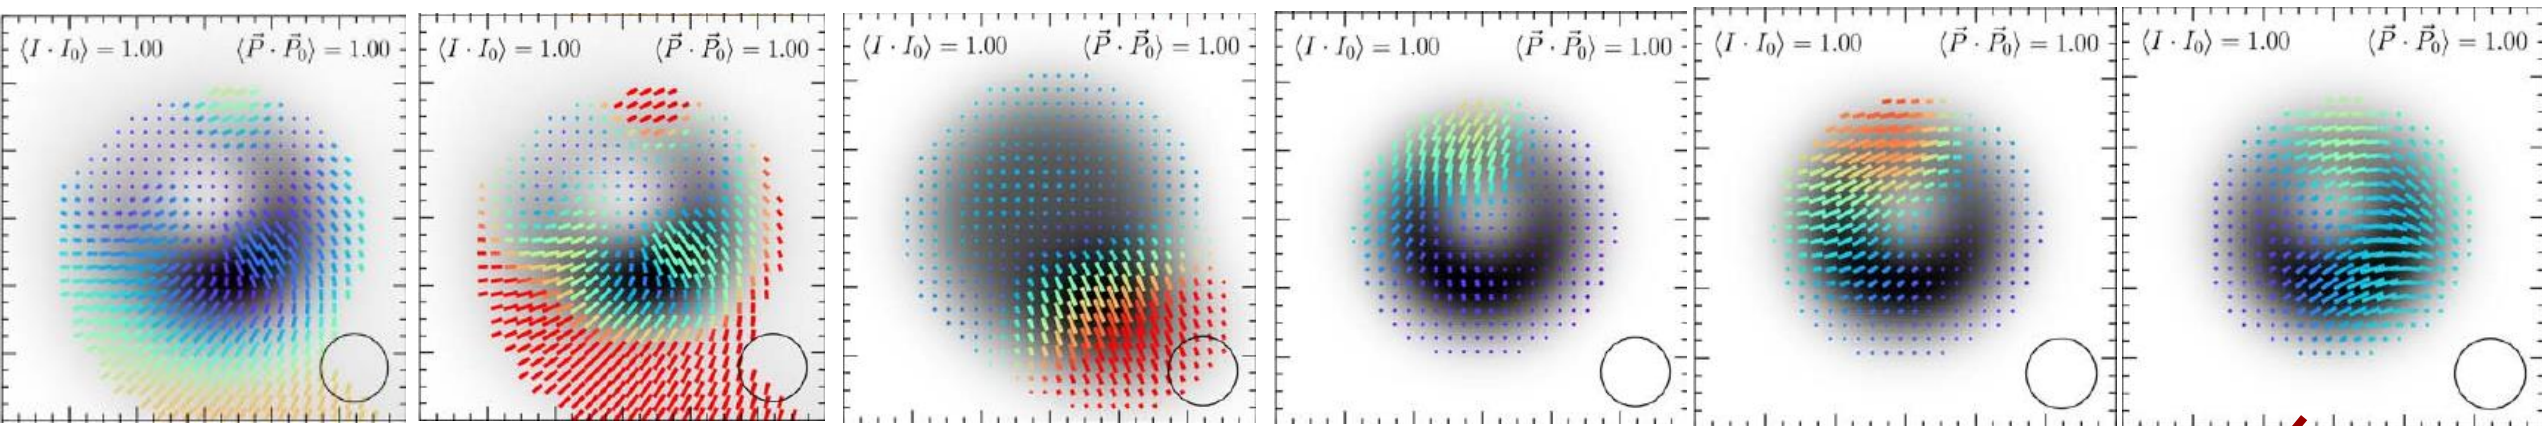 ⟨I · I₀⟩ = 1.00 ⟨P⃗ · P⃗₀⟩ = 1.00
⟨I · I₀⟩ = 1.00 ⟨P⃗ · P⃗₀⟩ = 1.00
⟨I · I₀⟩ = 1.00 ⟨P⃗ · P⃗₀⟩ = 1.00
⟨I · I₀⟩ = 1.00 ⟨P⃗ · P⃗₀⟩ = 1.00
⟨I · I₀⟩ = 1.00 ⟨P⃗ · P⃗₀⟩ = 1.00
⟨I · I₀⟩ = 1.00 ⟨P⃗ · P⃗₀⟩ = 1.00